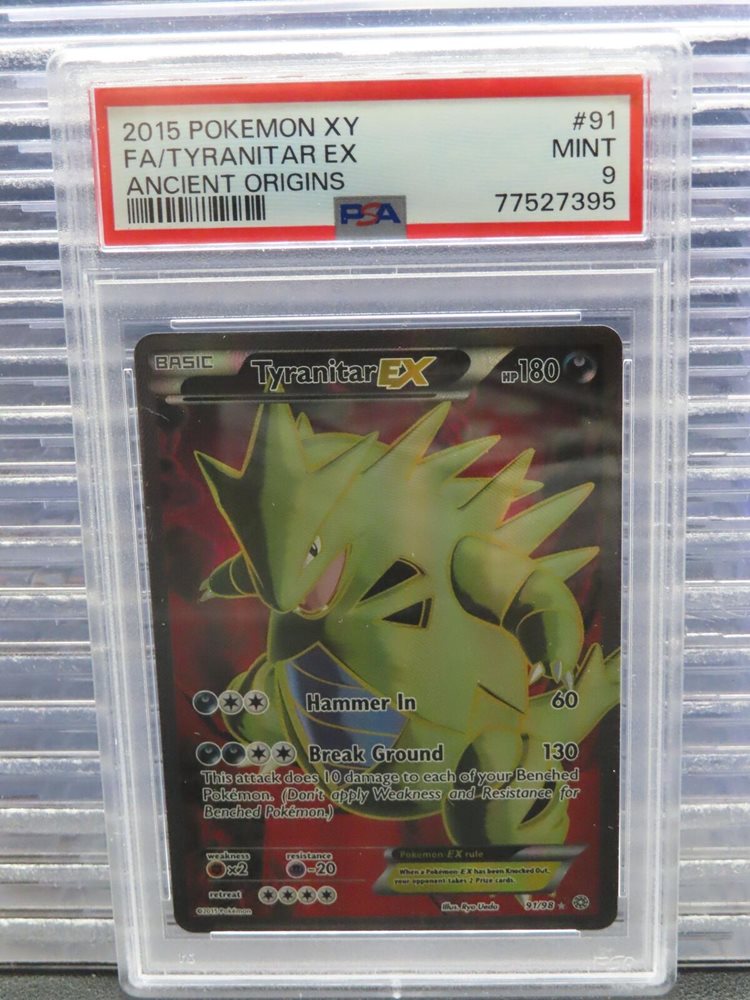 2015 POKEMON XY #91
FA/TYRANITAR EX MINT
ANCIENT ORIGINS 9
PSA 77527395
BASIC Tyranitar EX HP 180
Hammer In 60
Break Ground 130
This attack does 10 damage to each of your Benched
Pokémon. (Don't apply Weakness and Resistance for
Benched Pokémon.)
weakness resistance
×2 -20
retreat
Pokémon-EX rule
When a Pokémon-EX has been Knocked Out,
your opponent takes 2 Prize cards.
©2015 Pokémon Illus. Ryo Ueda 91/98